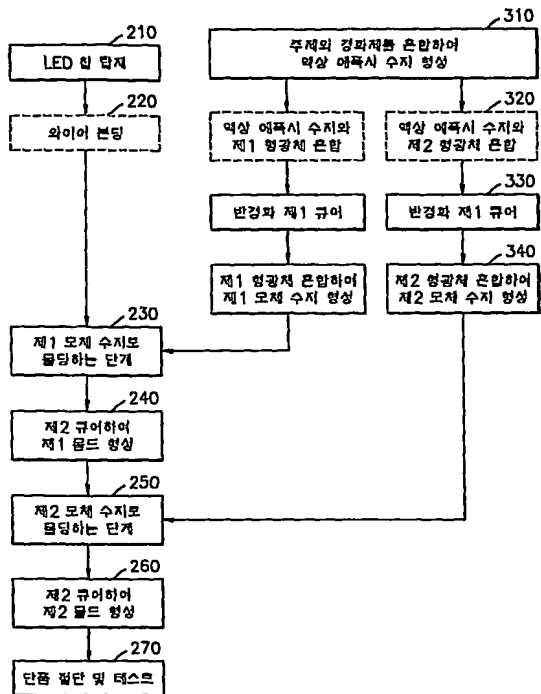 210
LED 칩 탑재
220
와이어 본딩
310
주제와 경화제를 혼합하여
액상 에폭시 수지 형성
320
액상 에폭시 수지와
제1 형광체 혼합
액상 에폭시 수지와
제2 형광체 혼합
330
반경화 제1 큐어
반경화 제1 큐어
340
제1 형광체 혼합하여
제1 모체 수지 형성
제2 형광체 혼합하여
제2 모체 수지 형성
230
제1 모체 수지로
몰딩하는 단계
240
제2 큐어하여
제1 몰드 형성
250
제2 모체 수지로
몰딩하는 단계
260
제2 큐어하여
제2 몰드 형성
270
단품 절단 및 테스트